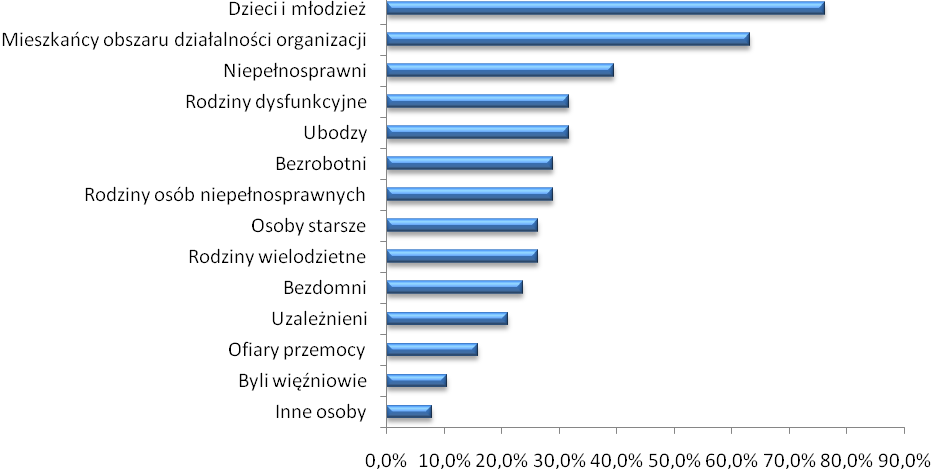 Dzieci i młodzież
Mieszkańcy obszaru działalności organizacji
Niepełnosprawni
Rodziny dysfunkcyjne
Ubodzy
Bezrobotni
Rodziny osób niepełnosprawnych
Osoby starsze
Rodziny wielodzietne
Bezdomni
Uzależnieni
Ofiary przemocy
Byli więźniowie
Inne osoby
0,0% 10,0% 20,0% 30,0% 40,0% 50,0% 60,0% 70,0% 80,0% 90,0%